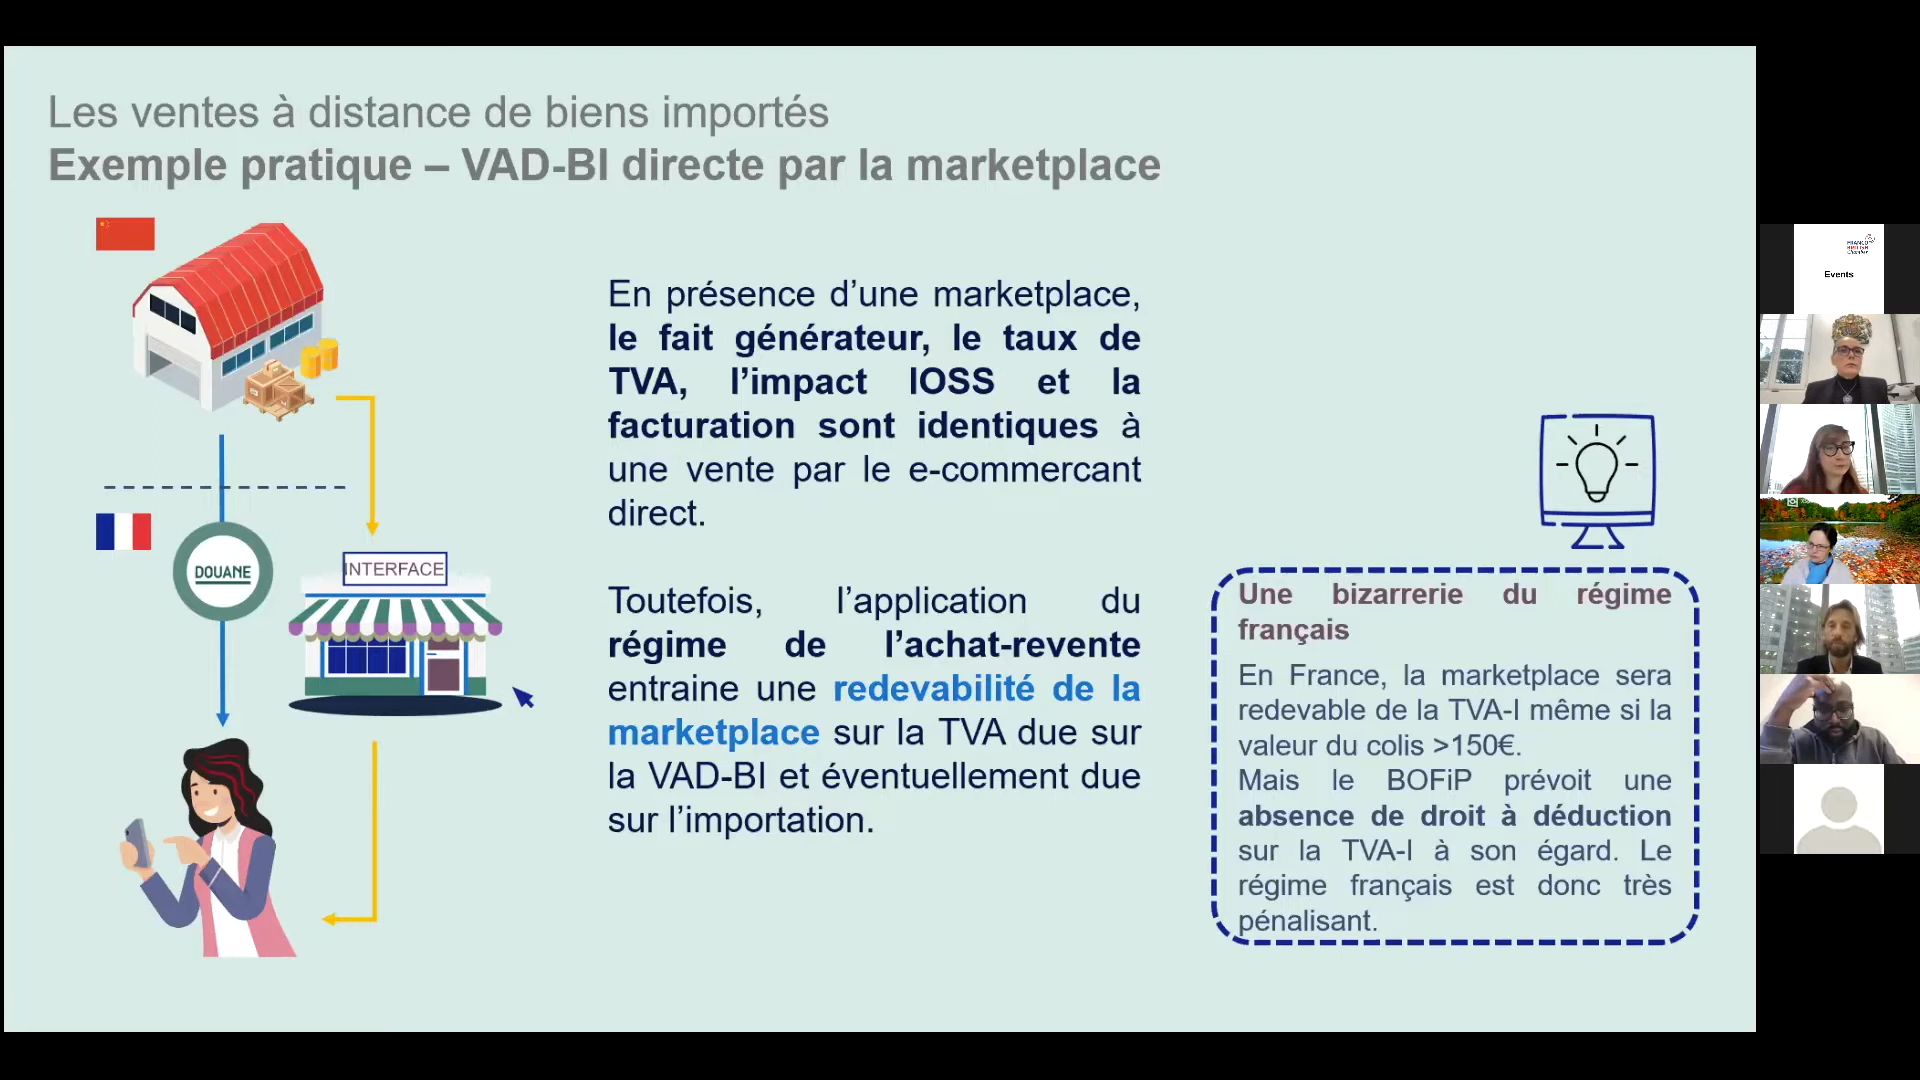 Les ventes à distance de biens importés
Exemple pratique – VAD-BI directe par la marketplace
DOUANE
INTERFACE
En présence d’une marketplace,
le fait générateur, le taux de
TVA, l’impact IOSS et la
facturation sont identiques à
une vente par le e-commercant
direct.
Toutefois, l’application du
régime de l’achat-revente
entraine une redevabilité de la
marketplace sur la TVA due sur
la VAD-BI et éventuellement due
sur l’importation.
Une bizarrerie du régime
français
En France, la marketplace sera
redevable de la TVA-I même si la
valeur du colis >150€.
Mais le BOFiP prévoit une
absence de droit à déduction
sur la TVA-I à son égard. Le
régime français est donc très
pénalisant.
FRANCO
BRITISH
Chamber
Events